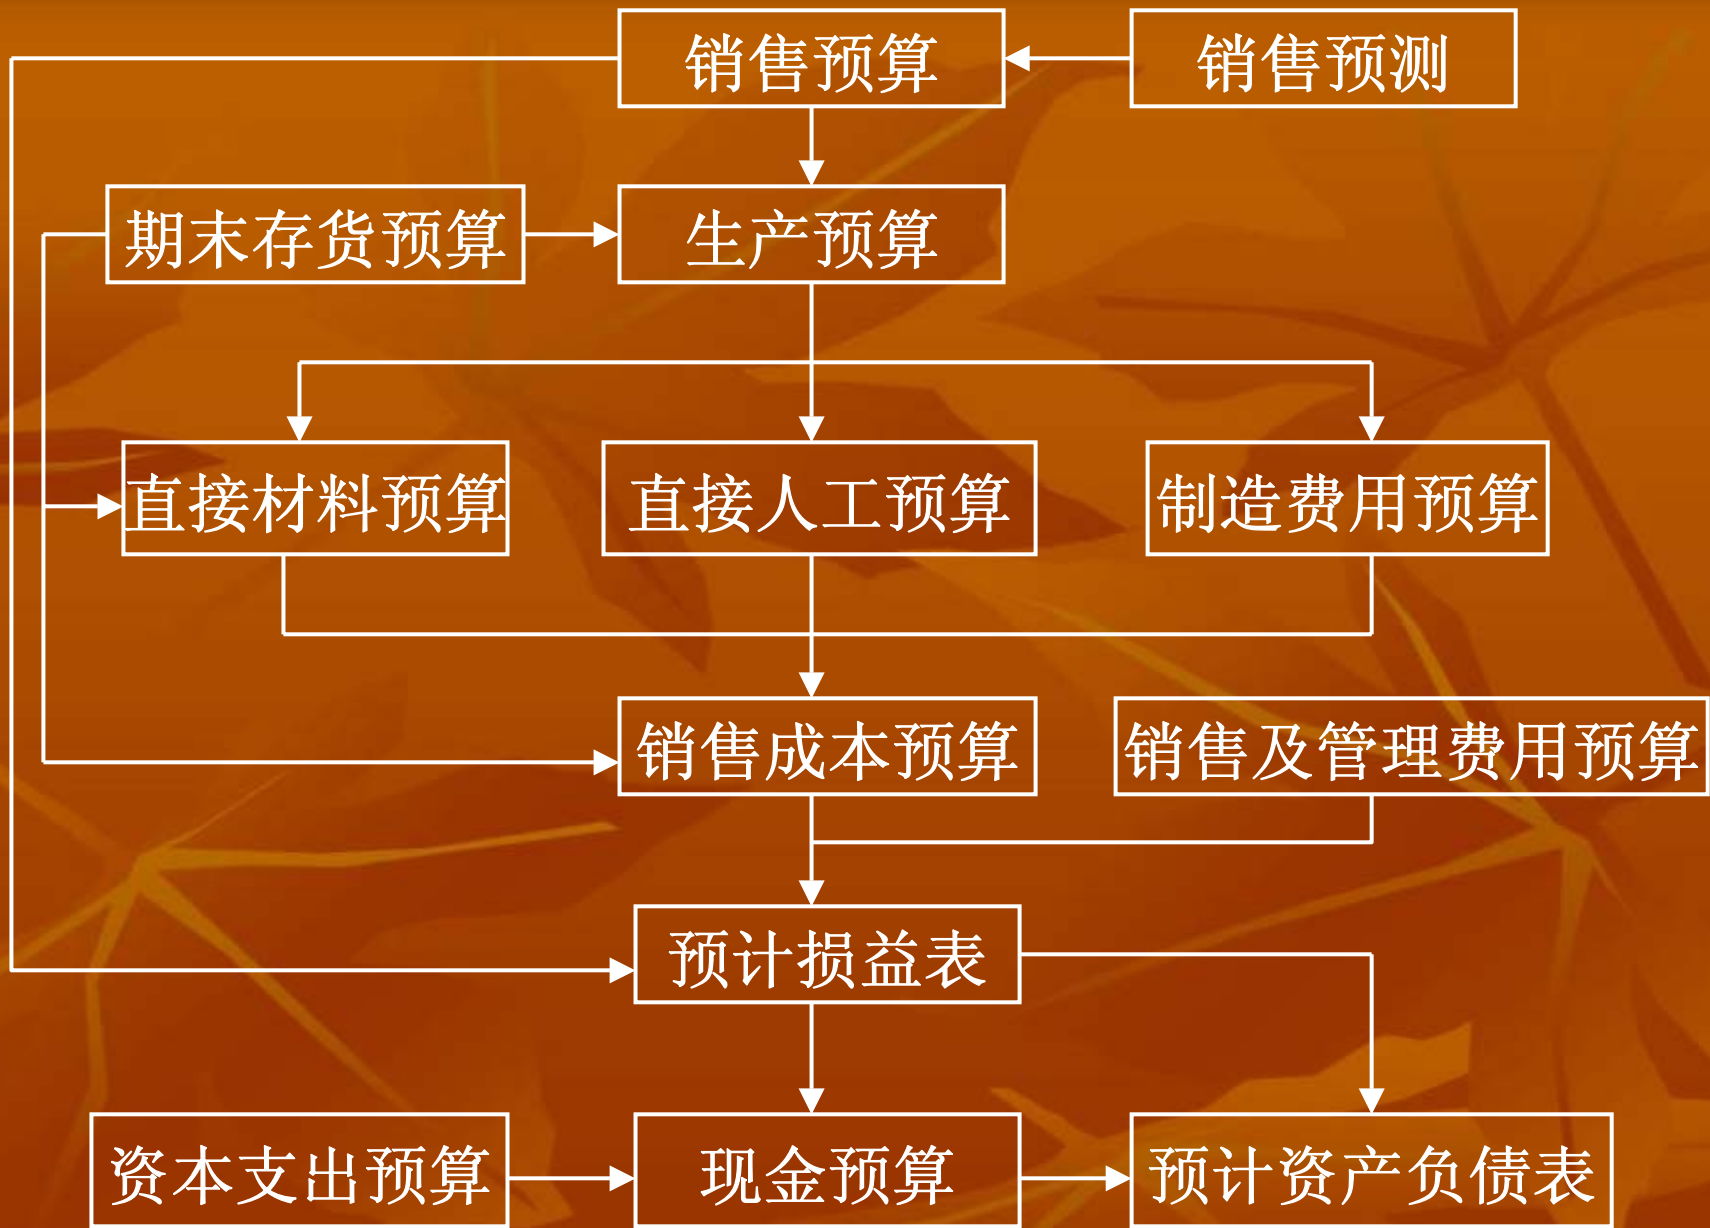 销售预算
销售预测
期末存货预算
生产预算
直接材料预算
直接人工预算
制造费用预算
销售成本预算
销售及管理费用预算
预计损益表
资本支出预算
现金预算
预计资产负债表